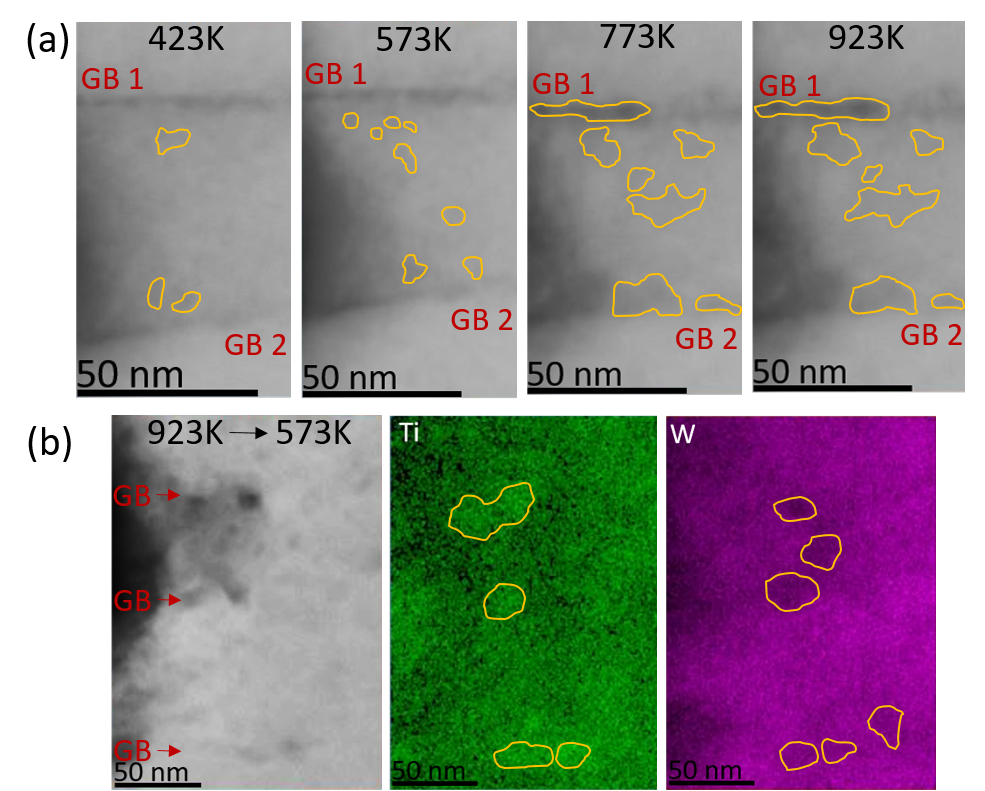 (a)
423K
GB 1
GB 2
50 nm
573K
GB 1
GB 2
50 nm
773K
GB 1
GB 2
50 nm
923K
GB 1
GB 2
50 nm
(b)
923K → 573K
GB →
GB →
GB →
50 nm
Ti
50 nm
W
50 nm